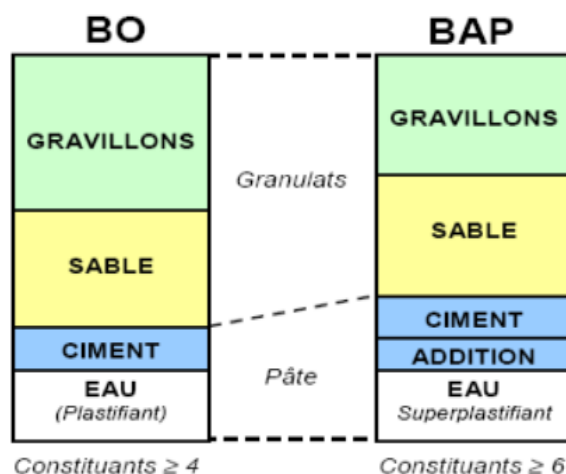 BO
BAP
GRAVILLONS
GRAVILLONS
Granulats
SABLE
SABLE
CIMENT
CIMENT
ADDITION
Pâte
EAU
(Plastifiant)
EAU
Superplastifiant
Constituants ≥ 4
Constituants ≥ 6